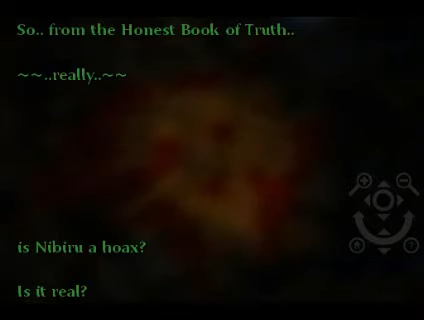 So.. from the Honest Book of Truth..
~~..really..~~
is Nibiru a hoax?
Is it real?